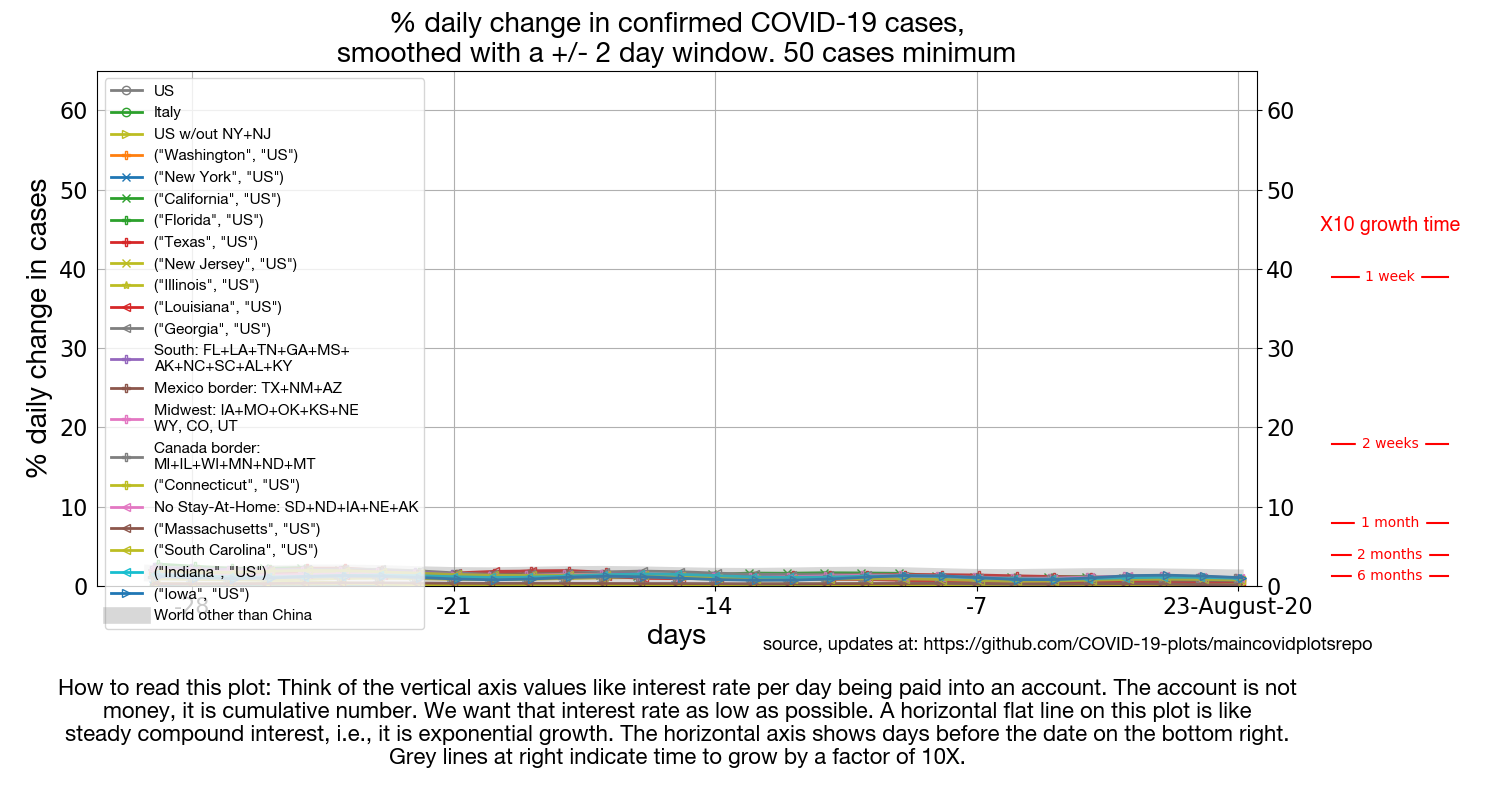 % daily change in confirmed COVID-19 cases,
smoothed with a +/- 2 day window. 50 cases minimum
% daily change in cases
60
50
40
30
20
10
0
US
Italy
US w/out NY+NJ
("Washington", "US")
("New York", "US")
("California", "US")
("Florida", "US")
("Texas", "US")
("New Jersey", "US")
("Illinois", "US")
("Louisiana", "US")
("Georgia", "US")
South: FL+LA+TN+GA+MS+
AK+NC+SC+AL+KY
Mexico border: TX+NM+AZ
Midwest: IA+MO+OK+KS+NE
WY, CO, UT
Canada border:
MI+IL+WI+MN+ND+MT
("Connecticut", "US")
No Stay-At-Home: SD+ND+IA+NE+AK
("Massachusetts", "US")
("South Carolina", "US")
("Indiana", "US")
("Iowa", "US")
World other than China
60
50
40
30
20
10
0
X10 growth time
1 week
2 weeks
1 month
2 months
6 months
-28 -21 -14 -7 23-August-20
days
source, updates at: https://github.com/COVID-19-plots/maincovidplotsrepo
How to read this plot: Think of the vertical axis values like interest rate per day being paid into an account. The account is not
money, it is cumulative number. We want that interest rate as low as possible. A horizontal flat line on this plot is like
steady compound interest, i.e., it is exponential growth. The horizontal axis shows days before the date on the bottom right.
Grey lines at right indicate time to grow by a factor of 10X.